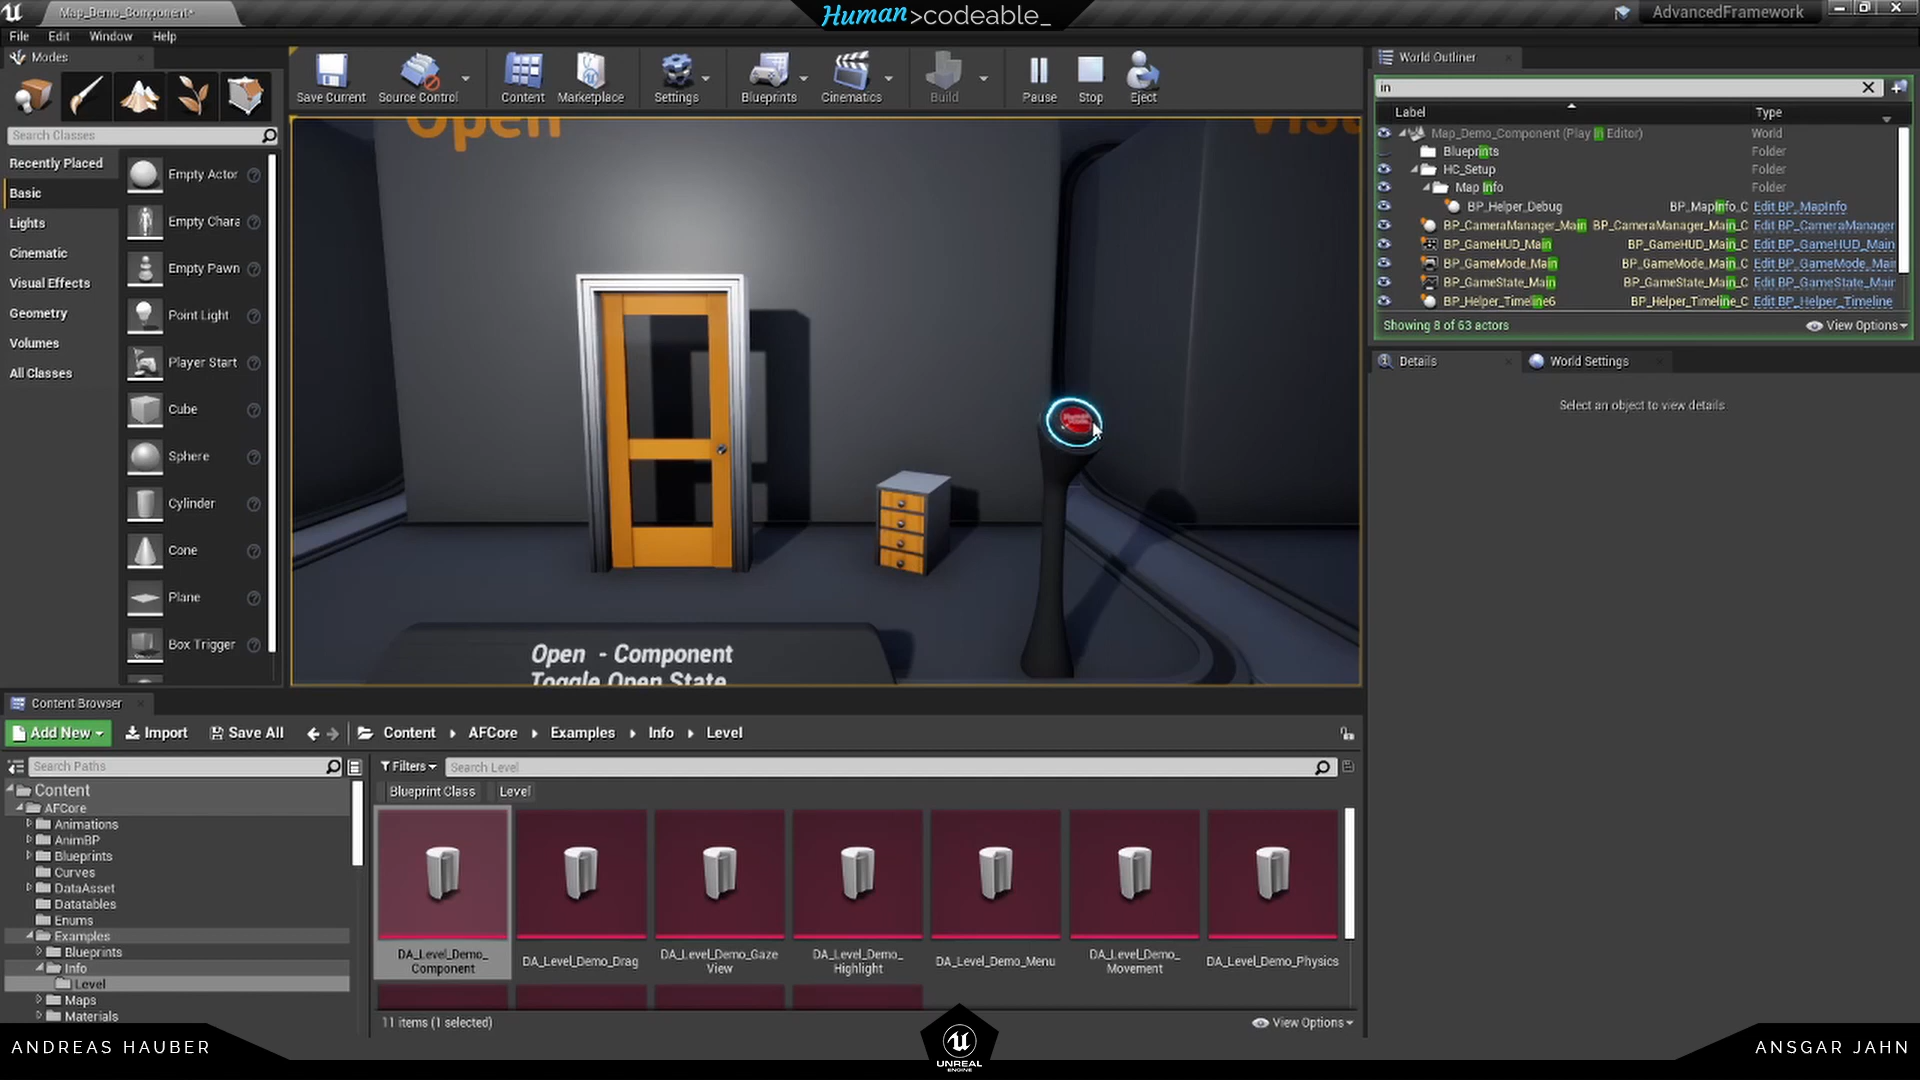 Map_Demo_Component*
Human>codeable_
AdvancedFramework
File Edit Window Help
Modes
Save Current
Source Control
Content
Marketplace
Settings
Blueprints
Cinematics
Build
Pause
Stop
Eject
Search Classes
Recently Placed
Basic
Lights
Cinematic
Visual Effects
Geometry
Volumes
All Classes
Empty Actor
Empty Chara
Empty Pawn
Point Light
Player Start
Cube
Sphere
Cylinder
Cone
Plane
Box Trigger
Open
Open - Component
Toggle Open State
World Outliner
in
Label Type
Map_Demo_Component (Play In Editor) World
Blueprints Folder
HC_Setup Folder
Map Info Folder
BP_Helper_Debug BP_MapInfo_C Edit BP_MapInfo
BP_CameraManager_Main BP_CameraManager_Main_C Edit BP_CameraManager
BP_GameHUD_Main BP_GameHUD_Main_C Edit BP_GameHUD_Main
BP_GameMode_Main BP_GameMode_Main_C Edit BP_GameMode_Mair
BP_GameState_Main BP_GameState_Main_C Edit BP_GameState_Mair
BP_Helper_Timeline6 BP_Helper_Timeline_C Edit BP_Helper_Timeline
Showing 8 of 63 actors
View Options
Details
World Settings
Select an object to view details
Content Browser
Add New
Import
Save All
Content
AFCore
Examples
Info
Level
Search Paths
Filters
Search Level
Blueprint Class
Level
Content
AFCore
Animations
AnimBP
Blueprints
Curves
DataAsset
Datatables
Enums
Examples
Blueprints
Info
Level
Maps
Materials
DA_Level_Demo_
Component
DA_Level_Demo_Drag
DA_Level_Demo_Gaze
View
DA_Level_Demo_
Highlight
DA_Level_Demo_Menu
DA_Level_Demo_
Movement
DA_Level_Demo_Physics
11 items (1 selected)
View Options
ANDREAS HAUBER
UNREAL
ENGINE
ANSGAR JAHN